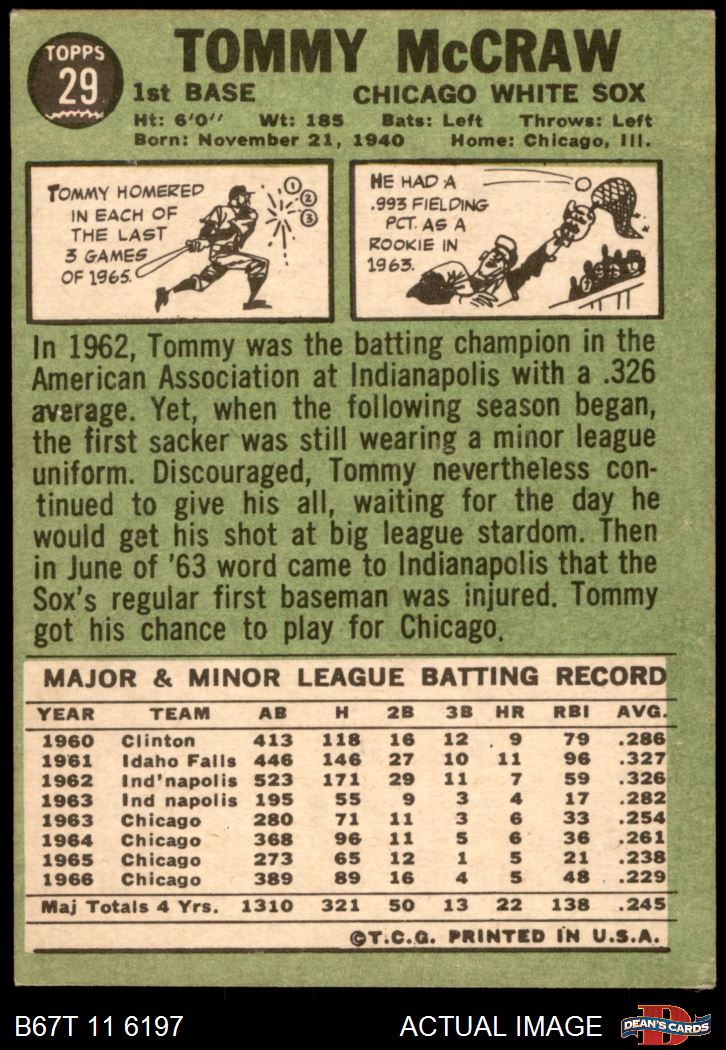 TOPPS
29
TOMMY McCRAW
1st BASE CHICAGO WHITE SOX
Ht: 6'0" Wt: 185 Bats: Left Throws: Left
Born: November 21, 1940 Home: Chicago, Ill.
TOMMY HOMERED
IN EACH OF
THE LAST
3 GAMES
OF 1965.
1
2
3
HE HAD A
.993 FIELDING
PCT. AS A
ROOKIE IN
1963.
In 1962, Tommy was the batting champion in the
American Association at Indianapolis with a .326
average. Yet, when the following season began,
the first sacker was still wearing a minor league
uniform. Discouraged, Tommy nevertheless con-
tinued to give his all, waiting for the day he
would get his shot at big league stardom. Then
in June of '63 word came to Indianapolis that the
Sox's regular first baseman was injured. Tommy
got his chance to play for Chicago.
MAJOR & MINOR LEAGUE BATTING RECORD
YEAR TEAM AB H 2B 3B HR RBI AVG.
1960 Clinton 413 118 16 12 9 79 .286
1961 Idaho Falls 446 146 27 10 11 96 .327
1962 Ind'napolis 523 171 29 11 7 59 .326
1963 Ind napolis 195 55 9 3 4 17 .282
1963 Chicago 280 71 11 3 6 33 .254
1964 Chicago 368 96 11 5 6 36 .261
1965 Chicago 273 65 12 1 5 21 .238
1966 Chicago 389 89 16 4 5 48 .229
Maj Totals 4 Yrs. 1310 321 50 13 22 138 .245
©T.C.G. PRINTED IN U.S.A.
B67T 11 6197 ACTUAL IMAGE
D
DEAN'S CARDS